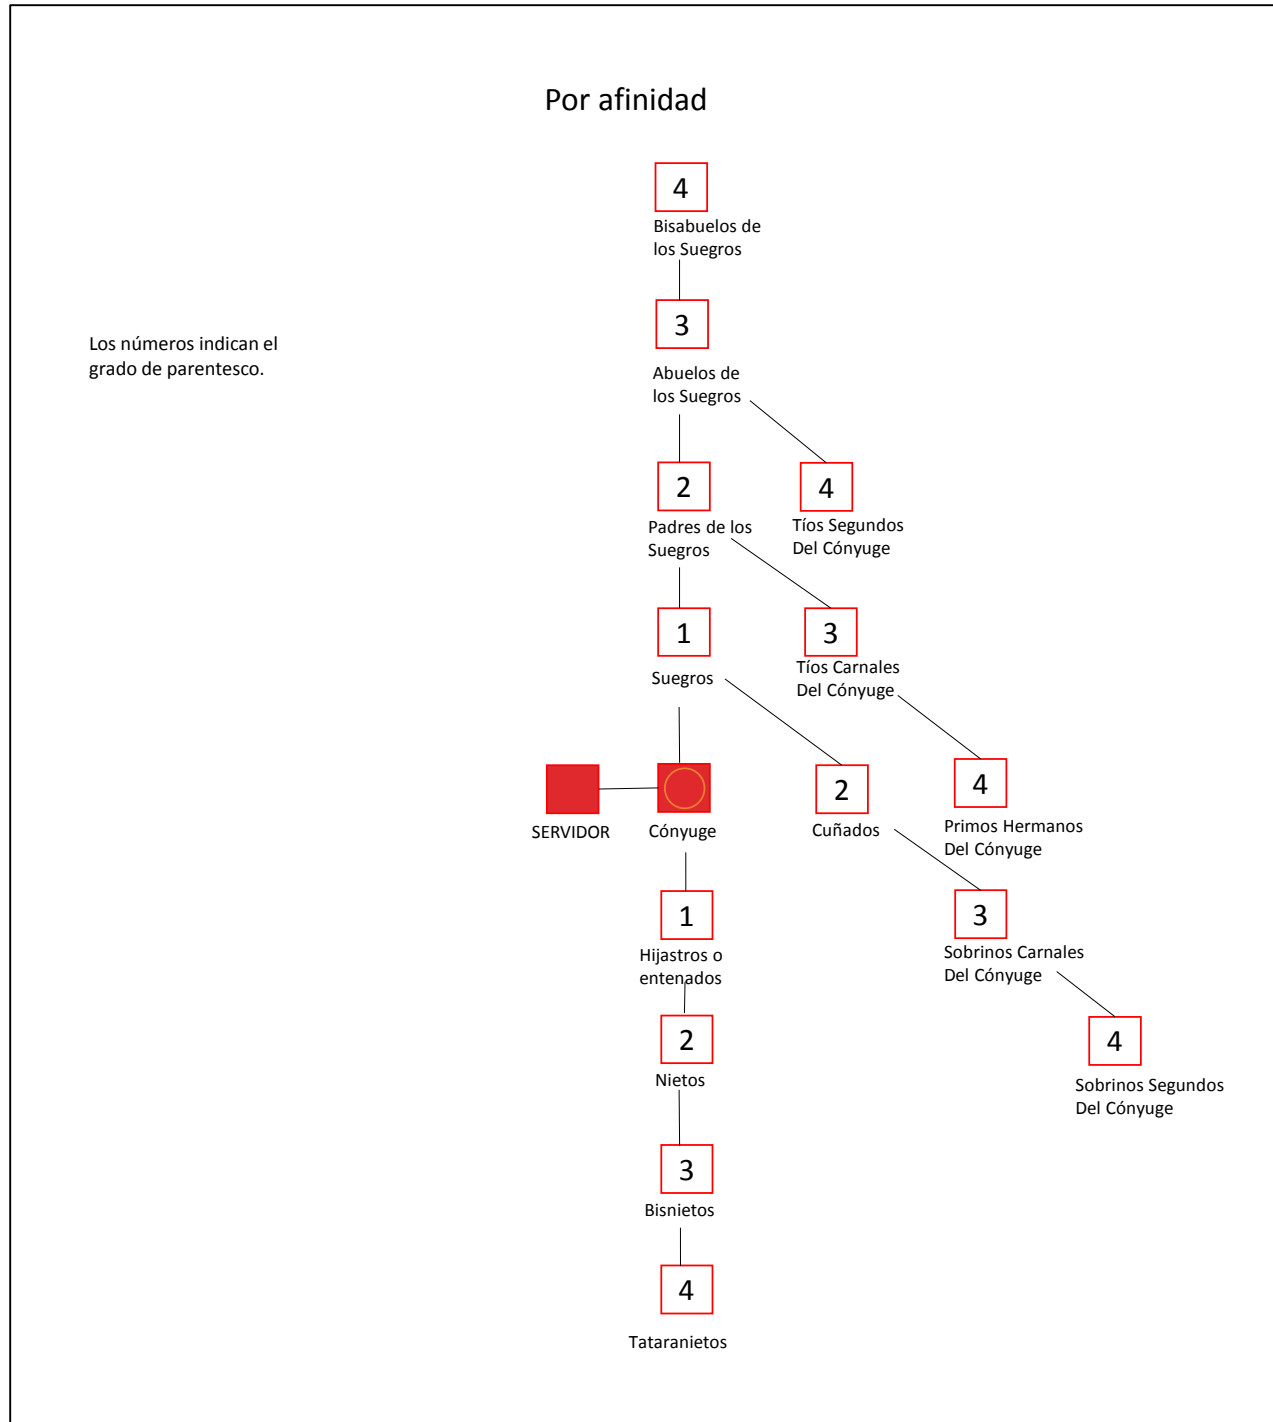 Por afinidad
4
Bisabuelos de
los Suegros
3
Los números indican el
grado de parentesco.
Abuelos de
los Suegros
2
4
Padres de los
Suegros
Tíos Segundos
Del Cónyuge
1
3
Suegros
Tíos Carnales
Del Cónyuge
SERVIDOR
Cónyuge
2
Cuñados
4
Primos Hermanos
Del Cónyuge
1
Hijastros o
entenados
3
Sobrinos Carnales
Del Cónyuge
2
Nietos
4
Sobrinos Segundos
Del Cónyuge
3
Bisnietos
4
Tataranietos